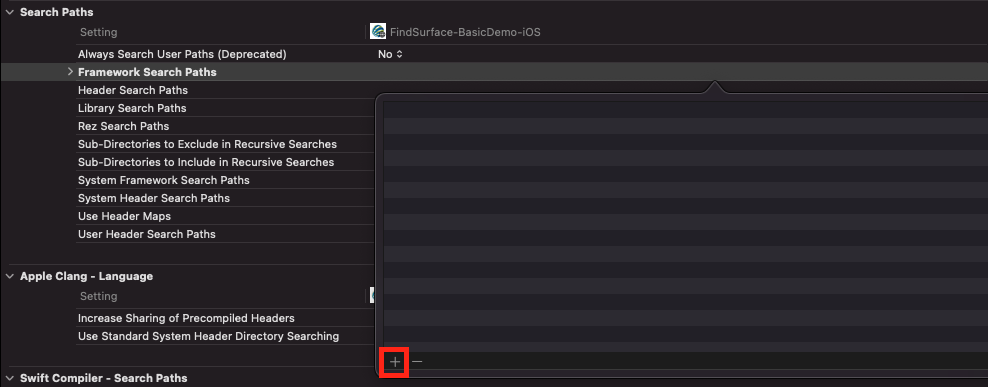 Search Paths
Setting FindSurface-BasicDemo-iOS
Always Search User Paths (Deprecated) No
Framework Search Paths
Header Search Paths
Library Search Paths
Rez Search Paths
Sub-Directories to Exclude in Recursive Searches
Sub-Directories to Include in Recursive Searches
System Framework Search Paths
System Header Search Paths
Use Header Maps
User Header Search Paths
Apple Clang - Language
Setting
Increase Sharing of Precompiled Headers
Use Standard System Header Directory Searching
+ −
Swift Compiler - Search Paths